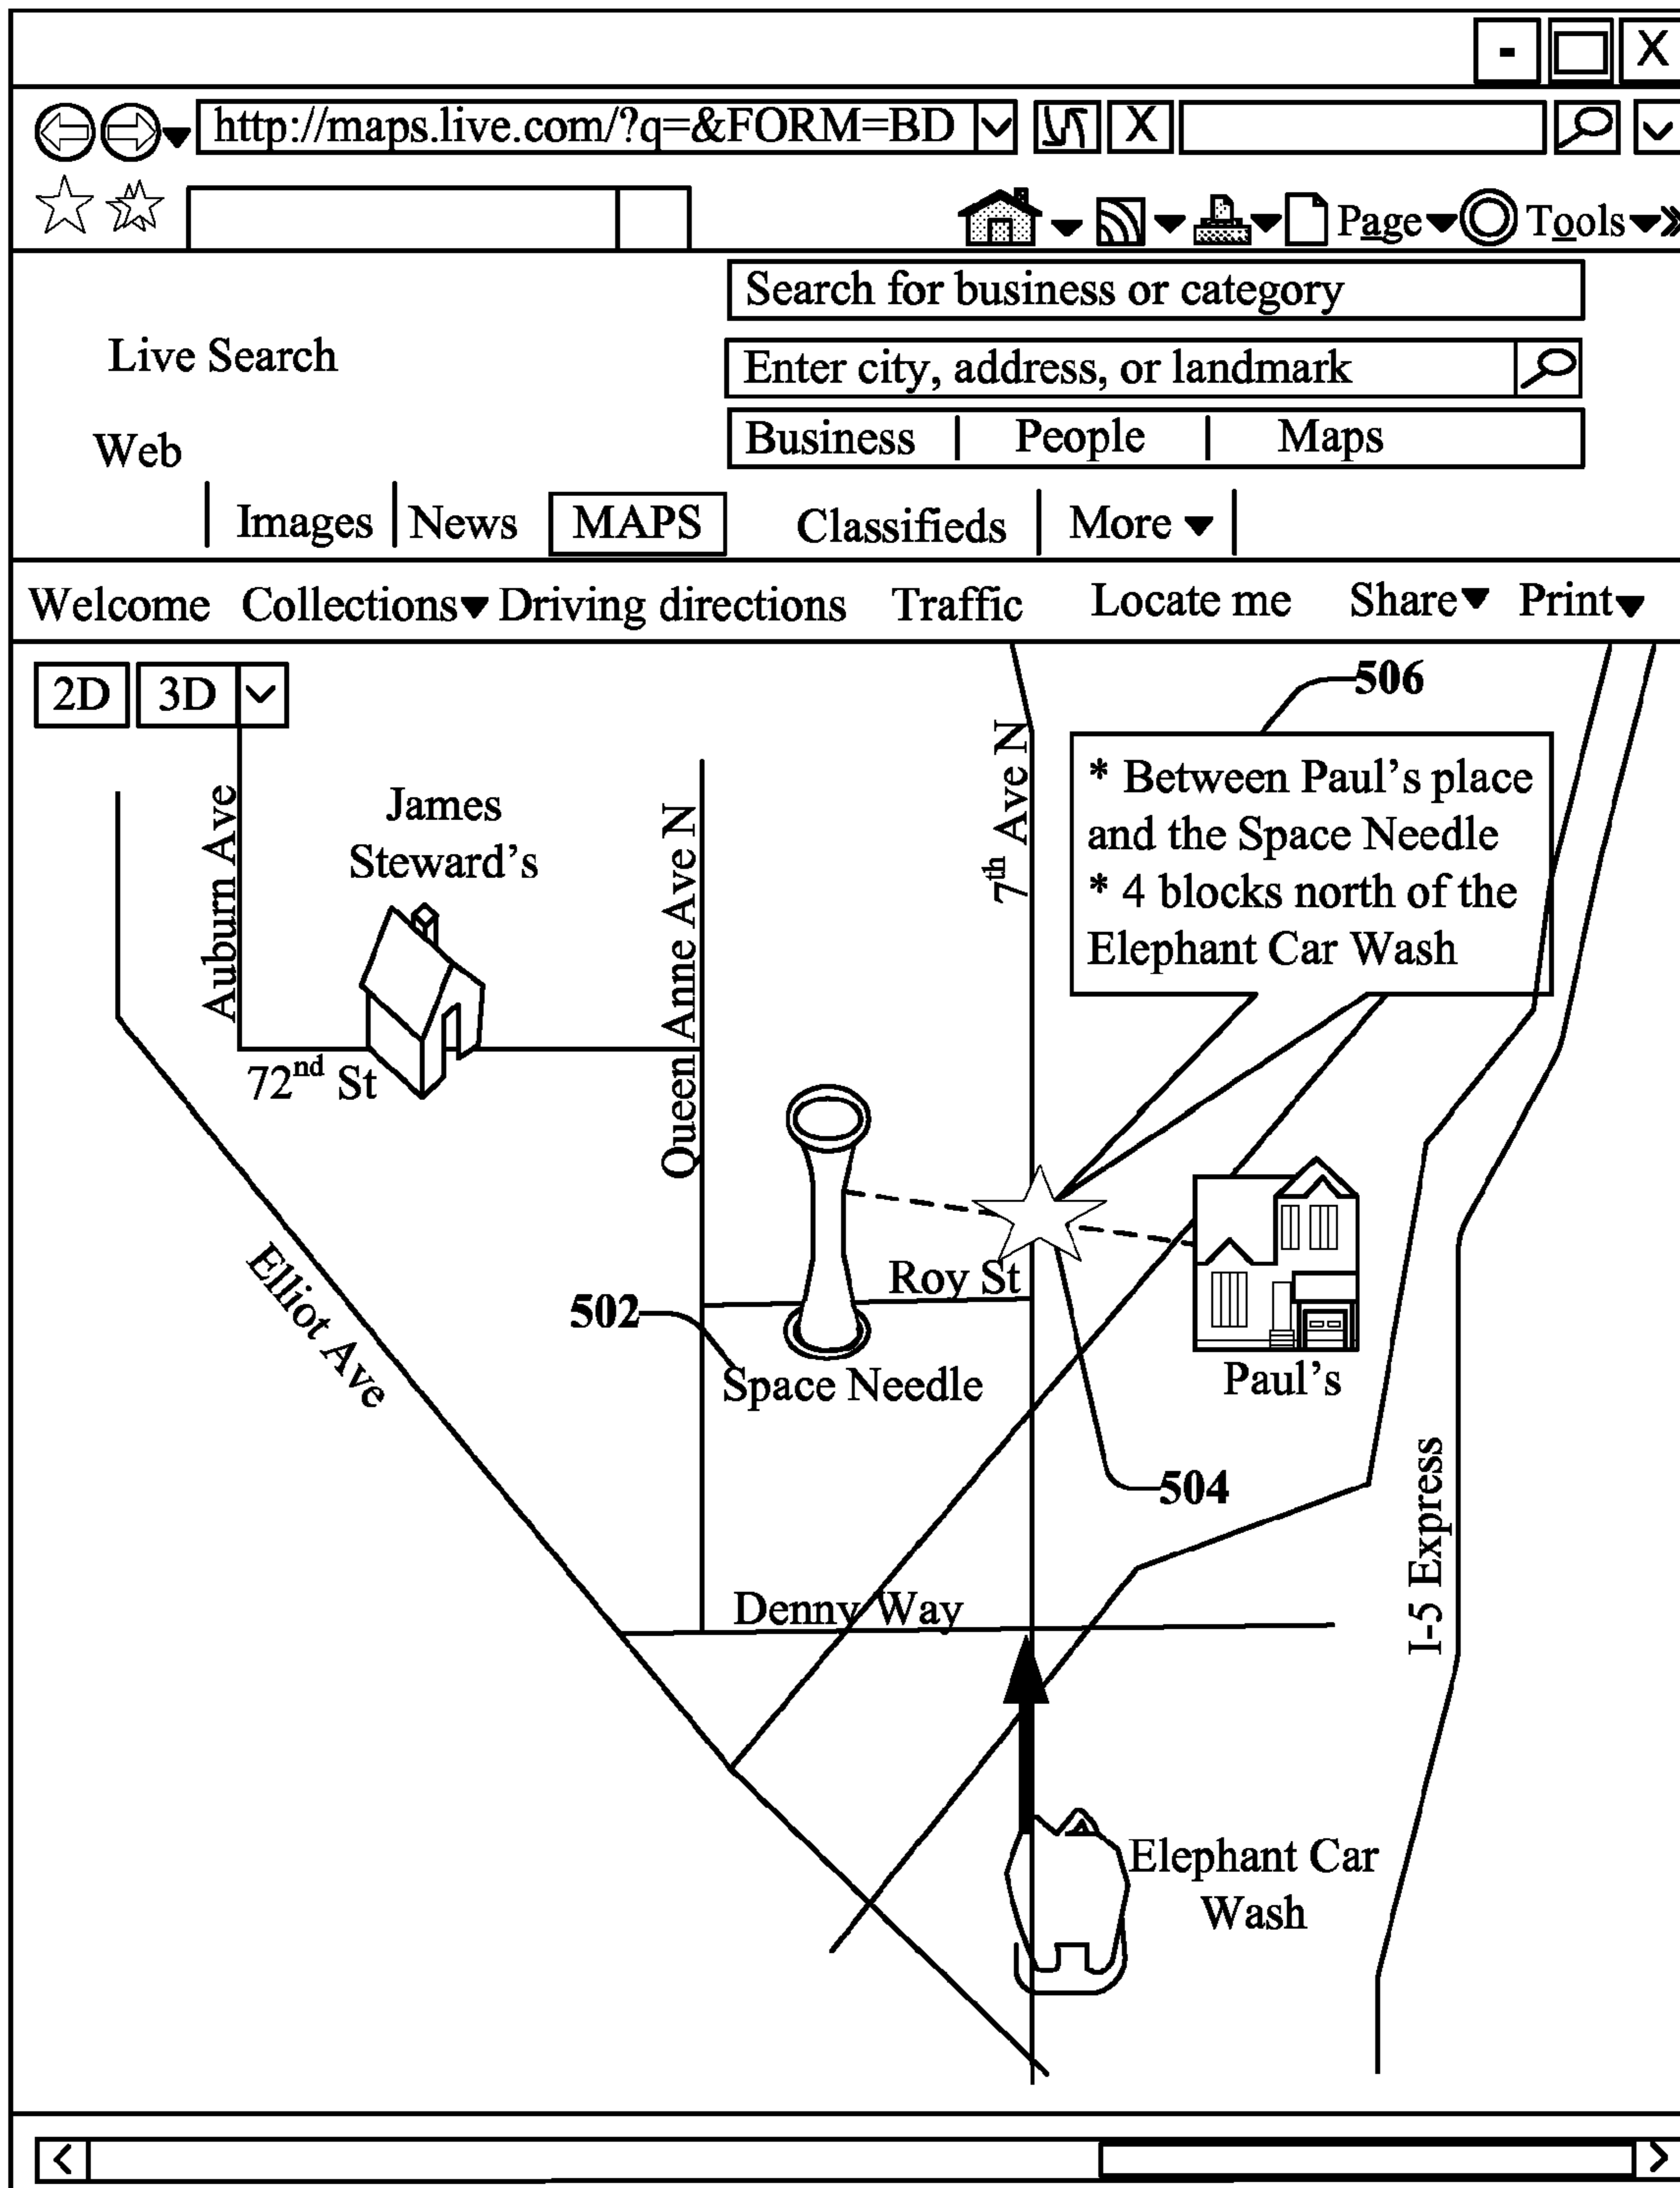 - X
http://maps.live.com/?q=&FORM=BD X
Page Tools
Search for business or category
Live Search
Enter city, address, or landmark
Web
Business | People | Maps
Images | News MAPS Classifieds | More
Welcome Collections Driving directions Traffic Locate me Share Print
2D 3D
506
* Between Paul's place
and the Space Needle
* 4 blocks north of the
Elephant Car Wash
Auburn Ave
James
Steward's
Queen Anne Ave N
7th Ave N
72nd St
Elliot Ave
Roy St
502
Space Needle
Paul's
504
I-5 Express
Denny Way
Elephant Car
Wash